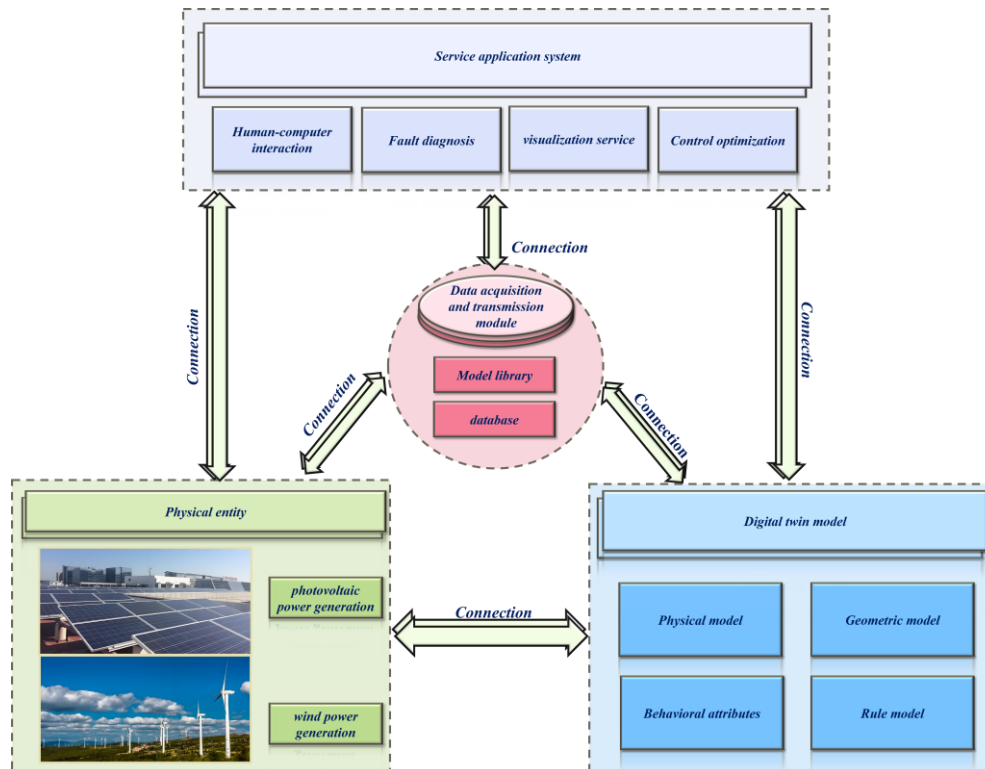 Service application system
Human-computer
interaction
Fault diagnosis
visualization service
Control optimization
Connection
Connection
Connection
Data acquisition
and transmission
module
Model library
database
Connection
Connection
Physical entity
photovoltaic
power generation
wind power
generation
Connection
Digital twin model
Physical model
Geometric model
Behavioral attributes
Rule model